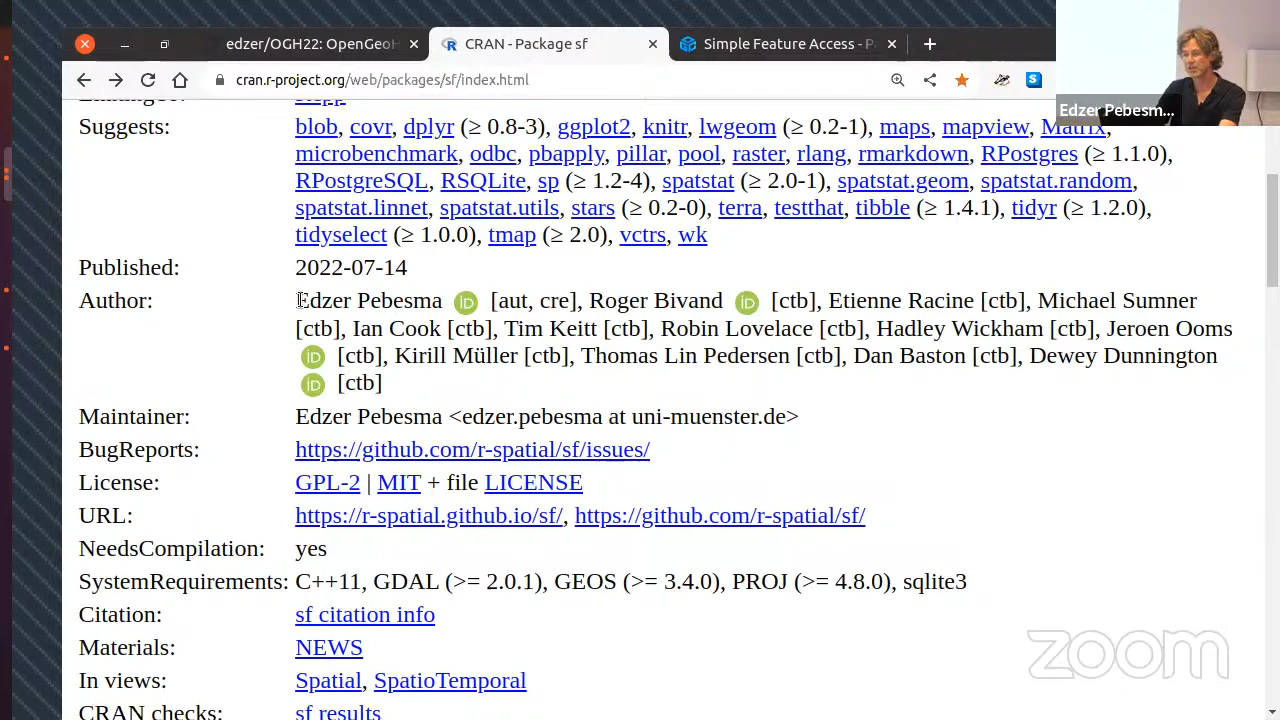 edzer/OGH22: OpenGeoH
CRAN - Package sf
Simple Feature Access - P
cran.r-project.org/web/packages/sf/index.html
Edzer Pebesm...
Suggests: blob, covr, dplyr (≥ 0.8-3), ggplot2, knitr, lwgeom (≥ 0.2-1), maps, mapview, Matrix,
microbenchmark, odbc, pbapply, pillar, pool, raster, rlang, rmarkdown, RPostgres (≥ 1.1.0),
RPostgreSQL, RSQLite, sp (≥ 1.2-4), spatstat (≥ 2.0-1), spatstat.geom, spatstat.random,
spatstat.linnet, spatstat.utils, stars (≥ 0.2-0), terra, testthat, tibble (≥ 1.4.1), tidyr (≥ 1.2.0),
tidyselect (≥ 1.0.0), tmap (≥ 2.0), vctrs, wk
Published: 2022-07-14
Author: Edzer Pebesma iD [aut, cre], Roger Bivand iD [ctb], Etienne Racine [ctb], Michael Sumner
[ctb], Ian Cook [ctb], Tim Keitt [ctb], Robin Lovelace [ctb], Hadley Wickham [ctb], Jeroen Ooms
iD [ctb], Kirill Müller [ctb], Thomas Lin Pedersen [ctb], Dan Baston [ctb], Dewey Dunnington
iD [ctb]
Maintainer: Edzer Pebesma <edzer.pebesma at uni-muenster.de>
BugReports: https://github.com/r-spatial/sf/issues/
License: GPL-2 | MIT + file LICENSE
URL: https://r-spatial.github.io/sf/, https://github.com/r-spatial/sf/
NeedsCompilation: yes
SystemRequirements: C++11, GDAL (>= 2.0.1), GEOS (>= 3.4.0), PROJ (>= 4.8.0), sqlite3
Citation: sf citation info
Materials: NEWS
In views: Spatial, SpatioTemporal
CRAN checks: sf results
zoom